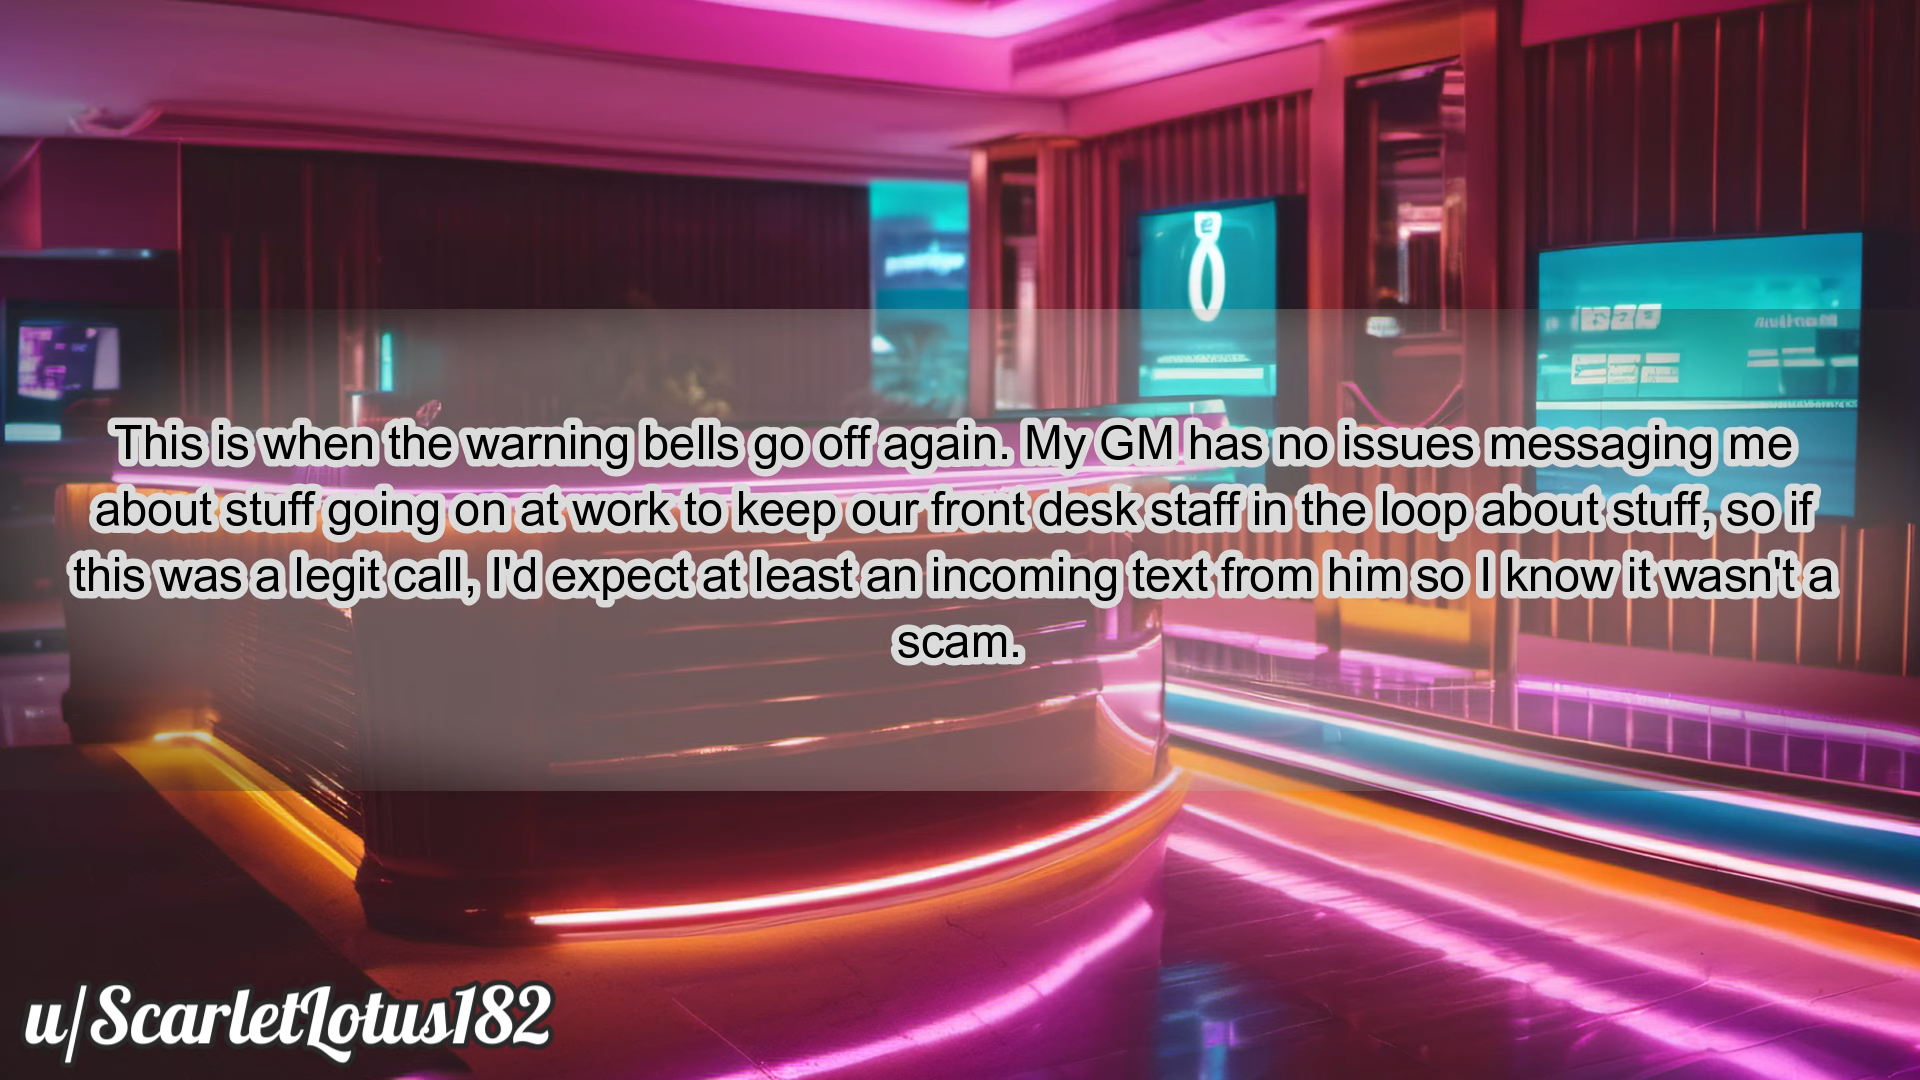 This is when the warning bells go off again. My GM has no issues messaging me
about stuff going on at work to keep our front desk staff in the loop about stuff, so if
this was a legit call, I'd expect at least an incoming text from him so I know it wasn't a
scam.
u/ScarletLotus182